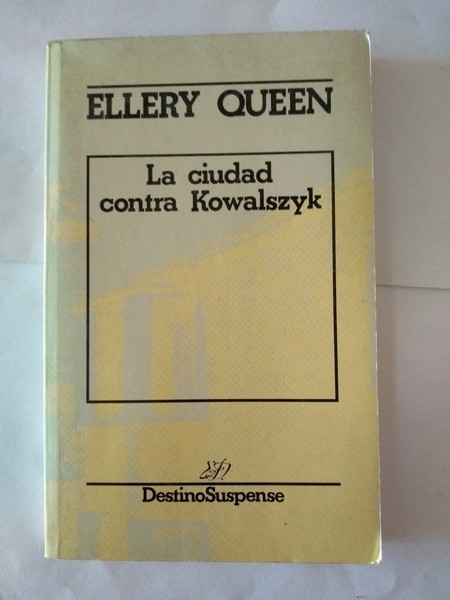 ELLERY QUEEN
La ciudad
contra Kowalszyk
DestinoSuspense